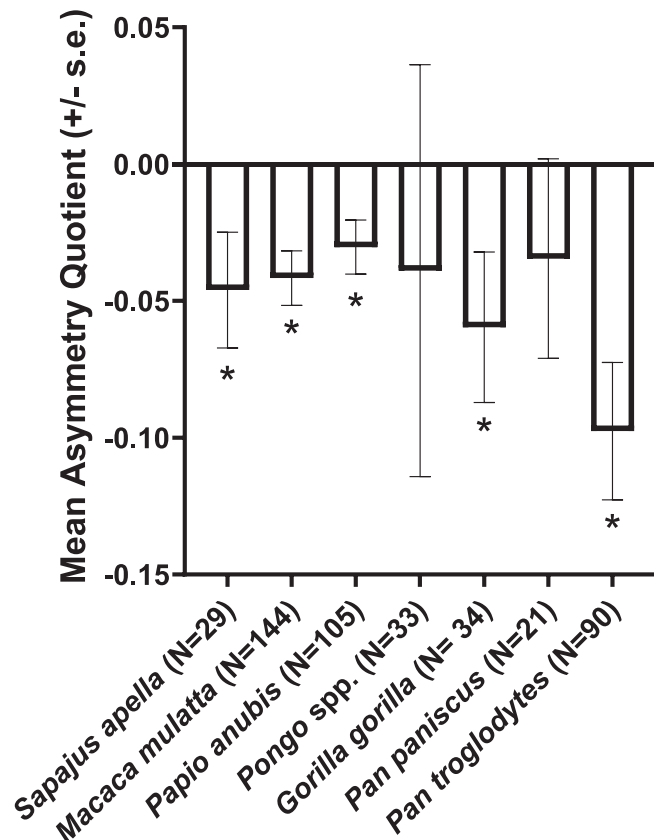 Mean Asymmetry Quotient (+/- s.e.)
0.05
0.00
-0.05
-0.10
-0.15
*
*
*
*
*
Sapajus apella (N=29)
Macaca mulatta (N=144)
Papio anubis (N=105)
Pongo spp. (N=33)
Gorilla gorilla (N= 34)
Pan paniscus (N=21)
Pan troglodytes (N=90)